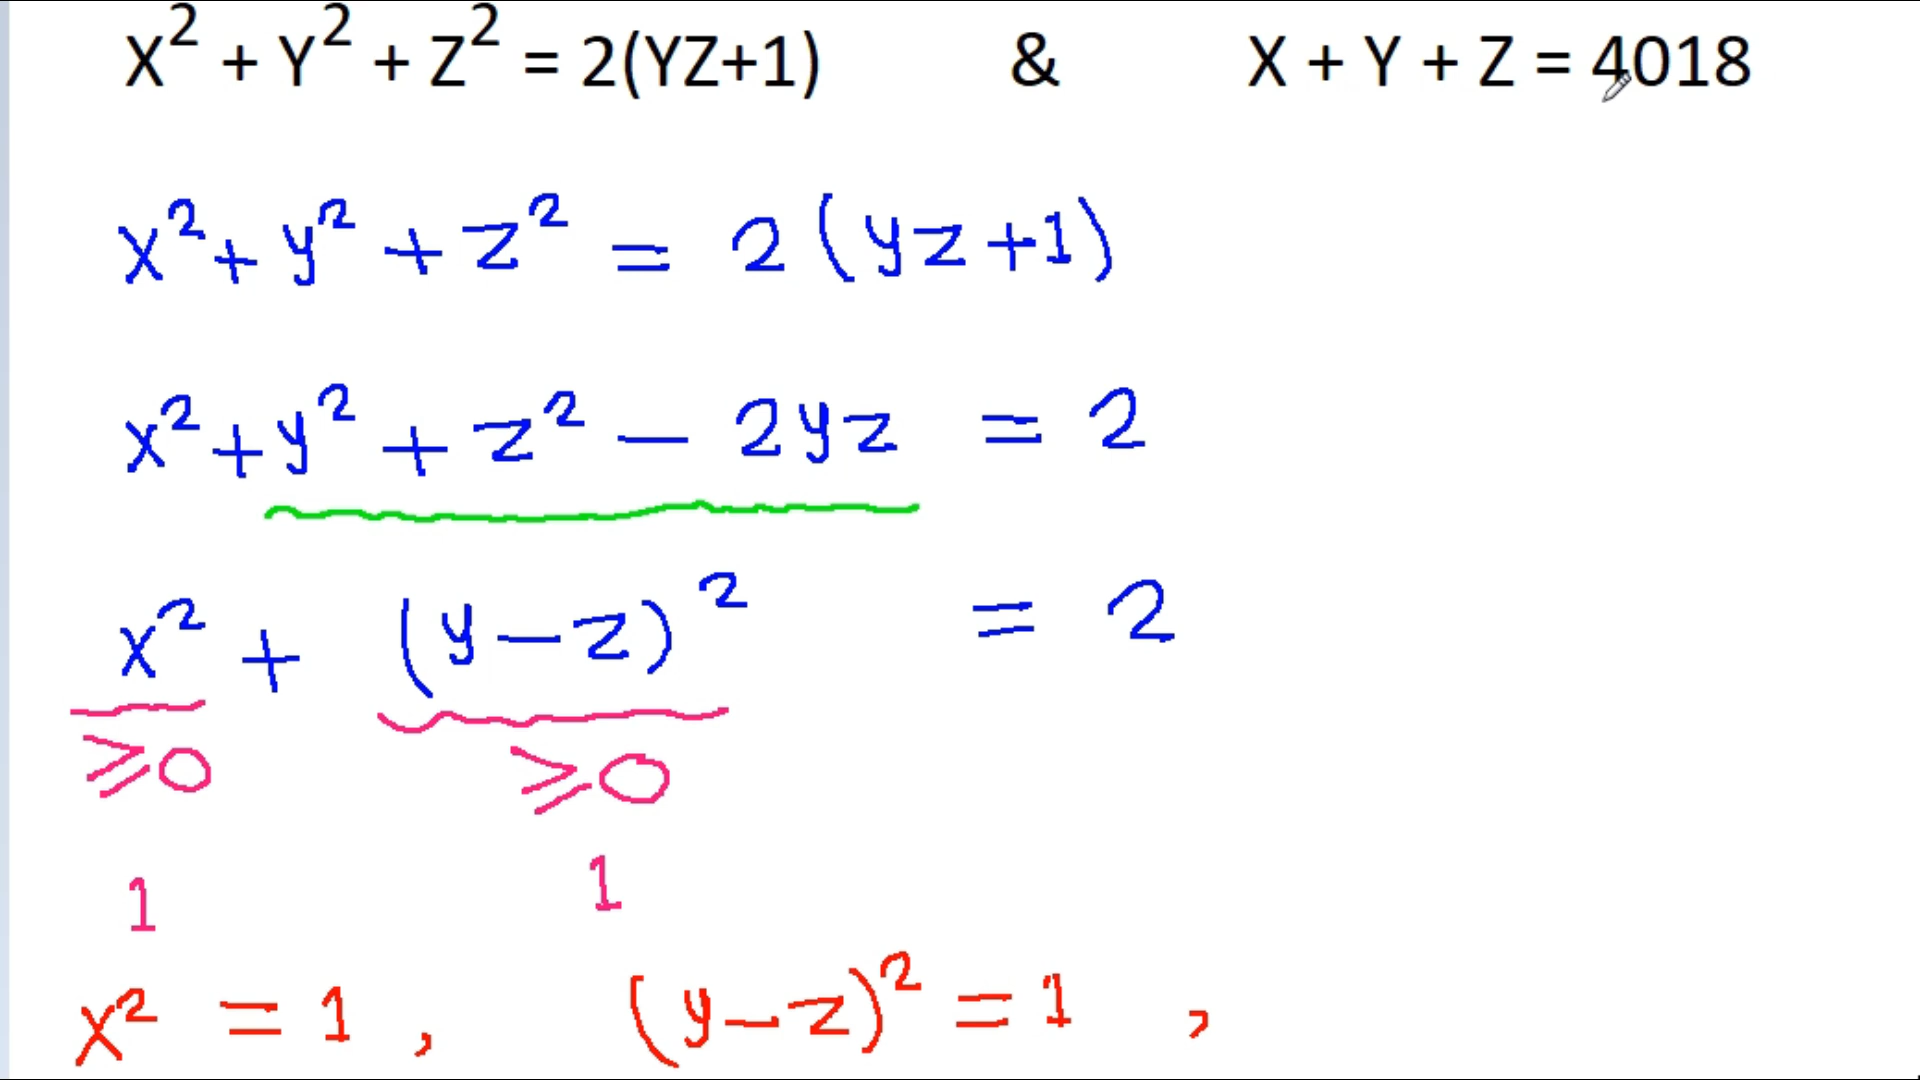 X² + Y² + Z² = 2(YZ+1) & X + Y + Z = 4018
x² + y² + z² = 2(yz+1)
x² + y² + z² − 2yz = 2
x² + (y−z)² = 2
≥0 ≥0
1 1
x² = 1 , (y−z)² = 1 ,